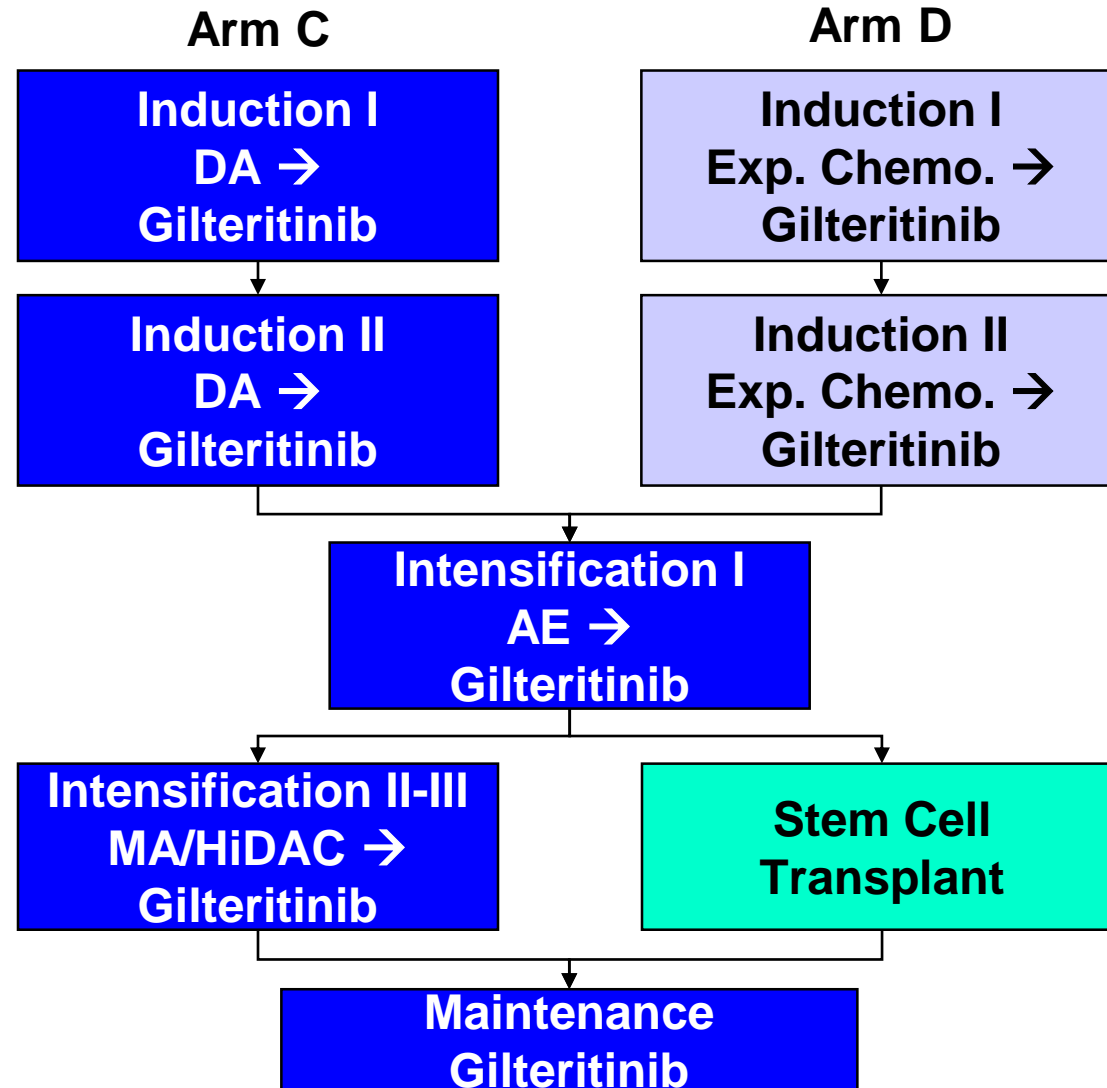 Arm C
Arm D
Induction I
DA →
Gilteritinib
Induction I
Exp. Chemo. →
Gilteritinib
Induction II
DA →
Gilteritinib
Induction II
Exp. Chemo. →
Gilteritinib
Intensification I
AE →
Gilteritinib
Intensification II-III
MA/HiDAC →
Gilteritinib
Stem Cell
Transplant
Maintenance
Gilteritinib